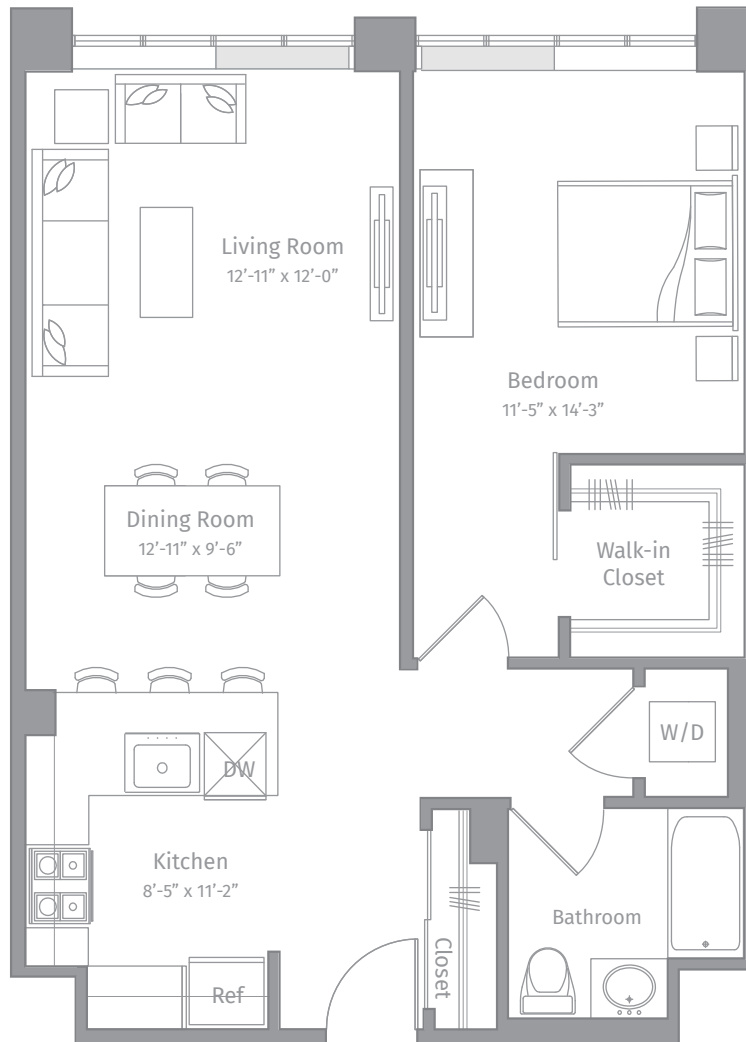 Living Room
12’-11” x 12’-0”
Bedroom
11’-5” x 14’-3”
Dining Room
12’-11” x 9’-6”
Walk-in
Closet
W/D
DW
Kitchen
8’-5” x 11’-2”
Bathroom
Closet
Ref